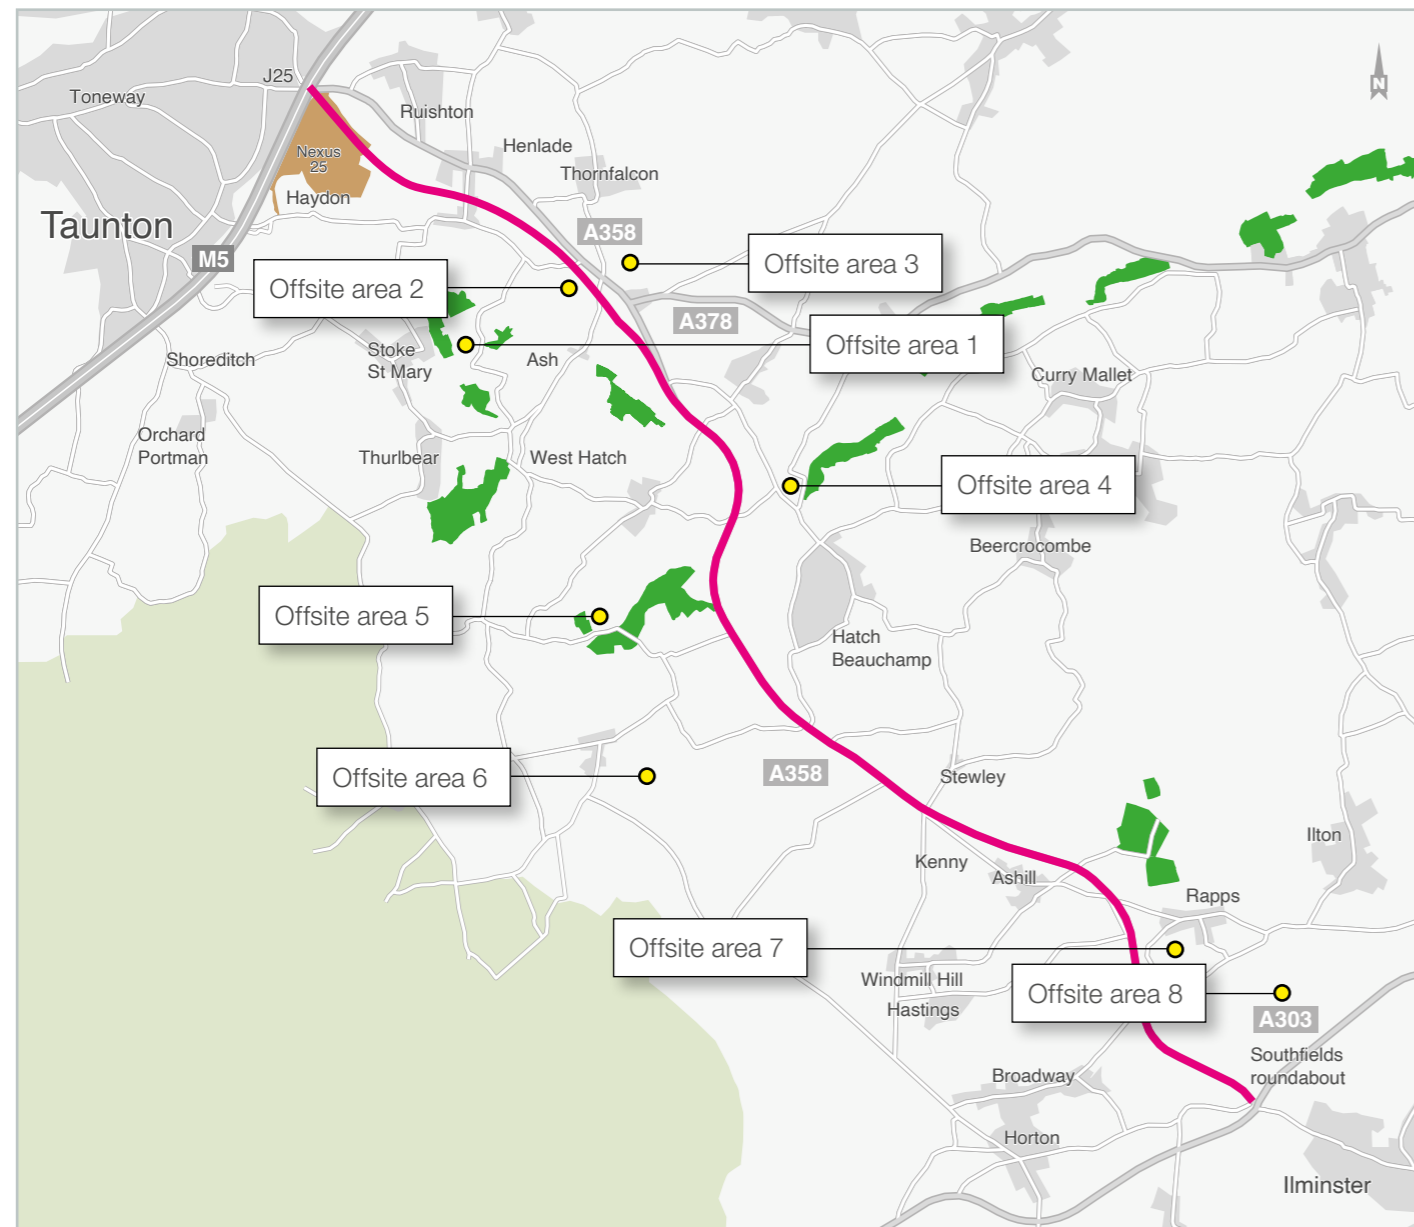 J25
Toneway
Ruishton
N
Nexus
25
Henlade
Thornfalcon
Haydon
Taunton
A358
M5
Offsite area 3
Offsite area 2
A378
Offsite area 1
Shoreditch
Stoke
St Mary
Ash
Curry Mallet
Orchard
Portman
Thurlbear
West Hatch
Offsite area 4
Beercrocombe
Offsite area 5
Hatch
Beauchamp
Offsite area 6
A358
Stewley
Ilton
Kenny
Ashill
Rapps
Offsite area 7
Windmill Hill
Hastings
Offsite area 8
A303
Southfields
roundabout
Broadway
Horton
Ilminster